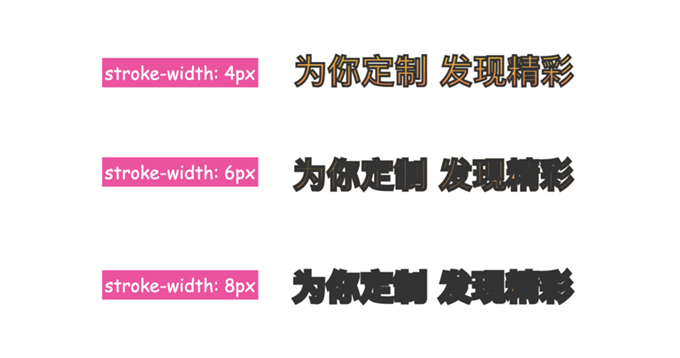 stroke-width: 4px 为你定制 发现精彩
stroke-width: 6px 为你定制 发现精彩
stroke-width: 8px 为你定制 发现精彩